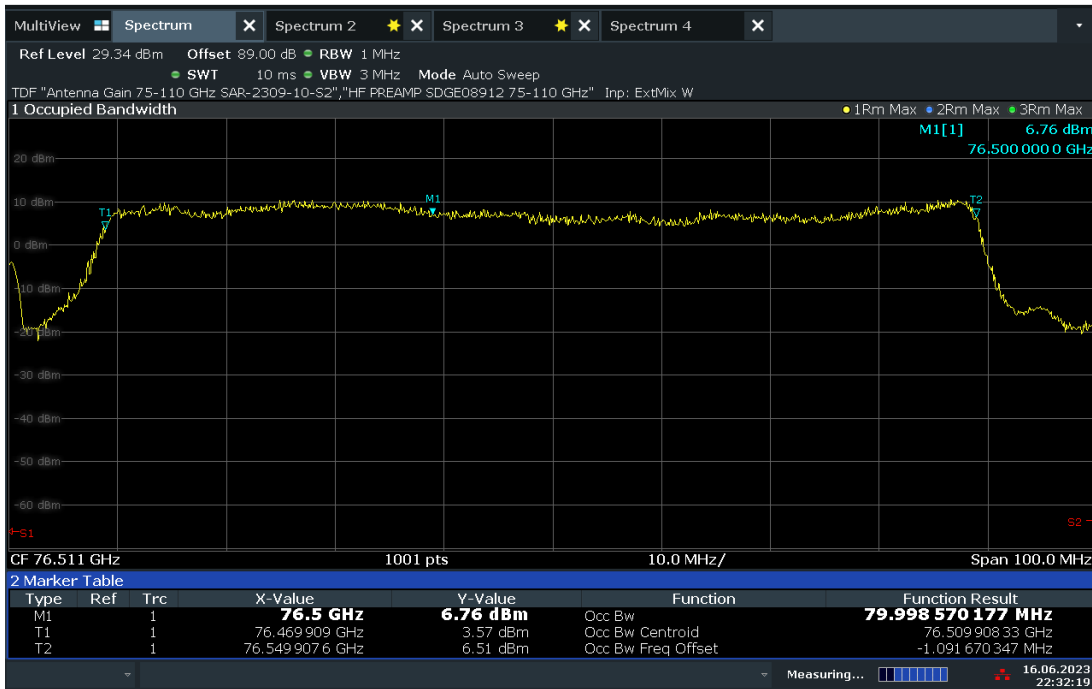 MultiView Spectrum X Spectrum 2 X Spectrum 3 X Spectrum 4 X
Ref Level 29.34 dBm Offset 89.00 dB RBW 1 MHz
SWT 10 ms VBW 3 MHz Mode Auto Sweep
TDF "Antenna Gain 75-110 GHz SAR-2309-10-S2","HF PREAMP SDGE08912 75-110 GHz" Inp: ExtMix W
1 Occupied Bandwidth 1Rm Max 2Rm Max 3Rm Max
M1[1] 6.76 dBm
76.500 000 0 GHz
20 dBm
10 dBm
T1 M1 T2
0 dBm
-10 dBm
-20 dBm
-30 dBm
-40 dBm
-50 dBm
-60 dBm
S1 S2
CF 76.511 GHz 1001 pts 10.0 MHz/ Span 100.0 MHz
2 Marker Table
Type Ref Trc X-Value Y-Value Function Function Result
M1 1 76.5 GHz 6.76 dBm Occ Bw 79.998 570 177 MHz
T1 1 76.469 909 GHz 3.57 dBm Occ Bw Centroid 76.509 908 33 GHz
T2 1 76.549 907 6 GHz 6.51 dBm Occ Bw Freq Offset -1.091 670 347 MHz
Measuring... 16.06.2023
22:32:19